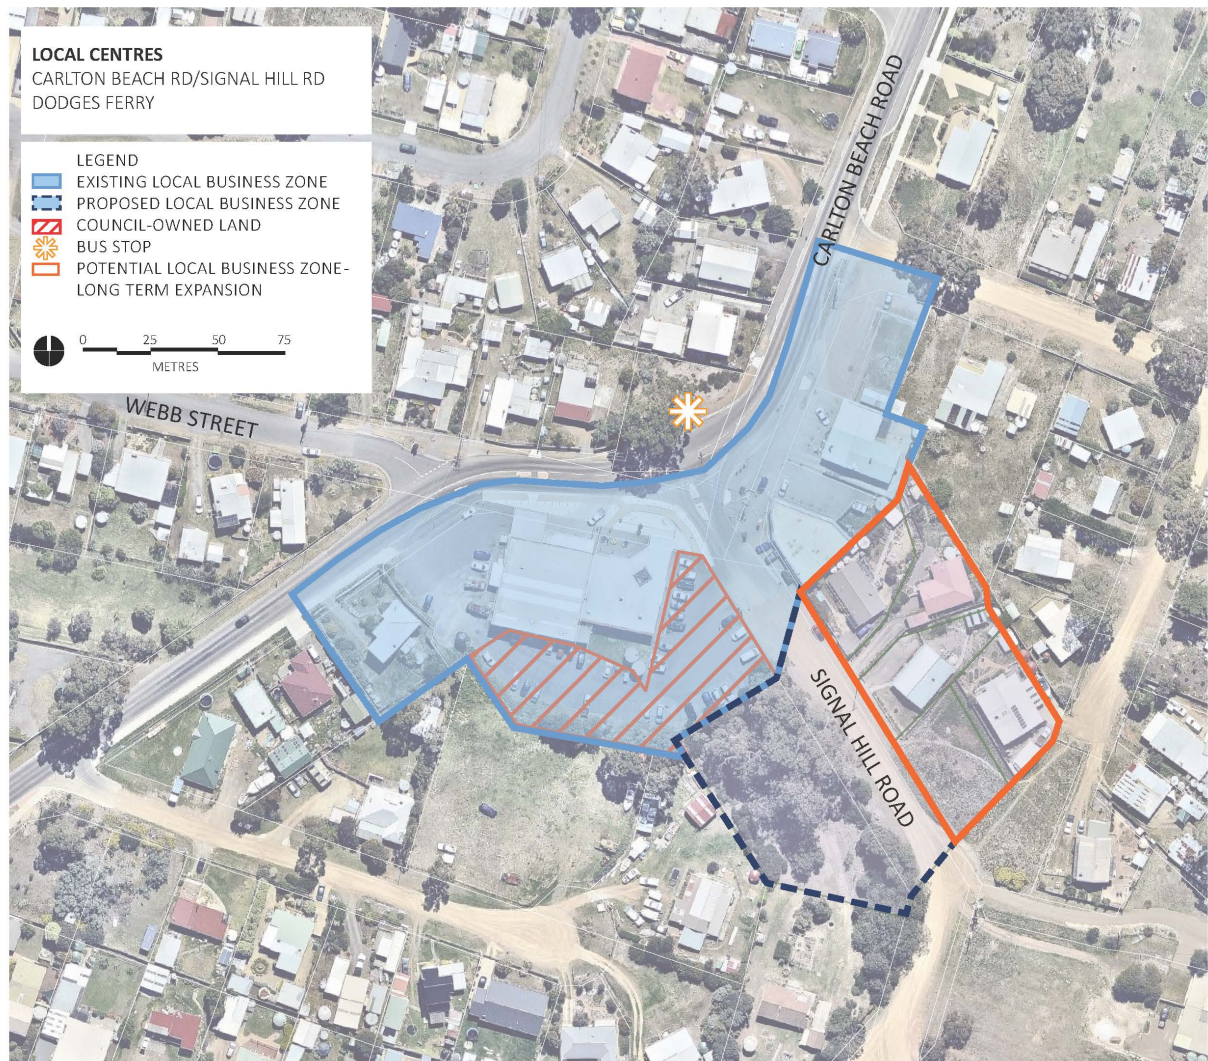 LOCAL CENTRES
CARLTON BEACH RD/SIGNAL HILL RD
DODGES FERRY
LEGEND
EXISTING LOCAL BUSINESS ZONE
PROPOSED LOCAL BUSINESS ZONE
COUNCIL-OWNED LAND
BUS STOP
POTENTIAL LOCAL BUSINESS ZONE-
LONG TERM EXPANSION
0 25 50 75
METRES
CARLTON BEACH ROAD
WEBB STREET
SIGNAL HILL ROAD